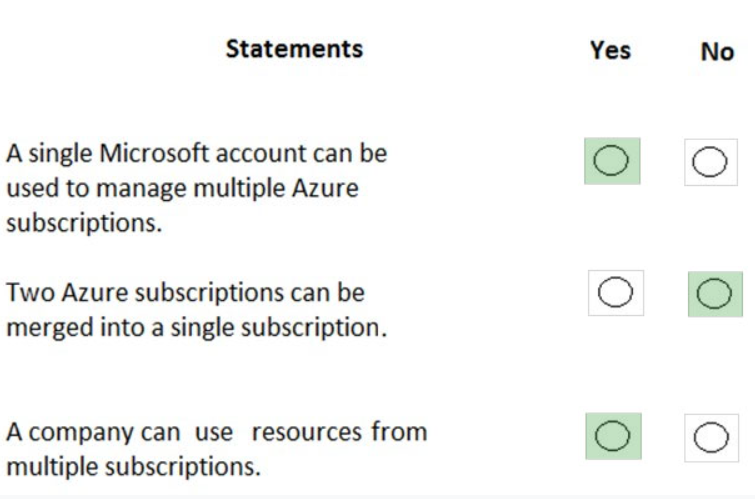 Statements Yes No
A single Microsoft account can be
used to manage multiple Azure
subscriptions.
Two Azure subscriptions can be
merged into a single subscription.
A company can use resources from
multiple subscriptions.